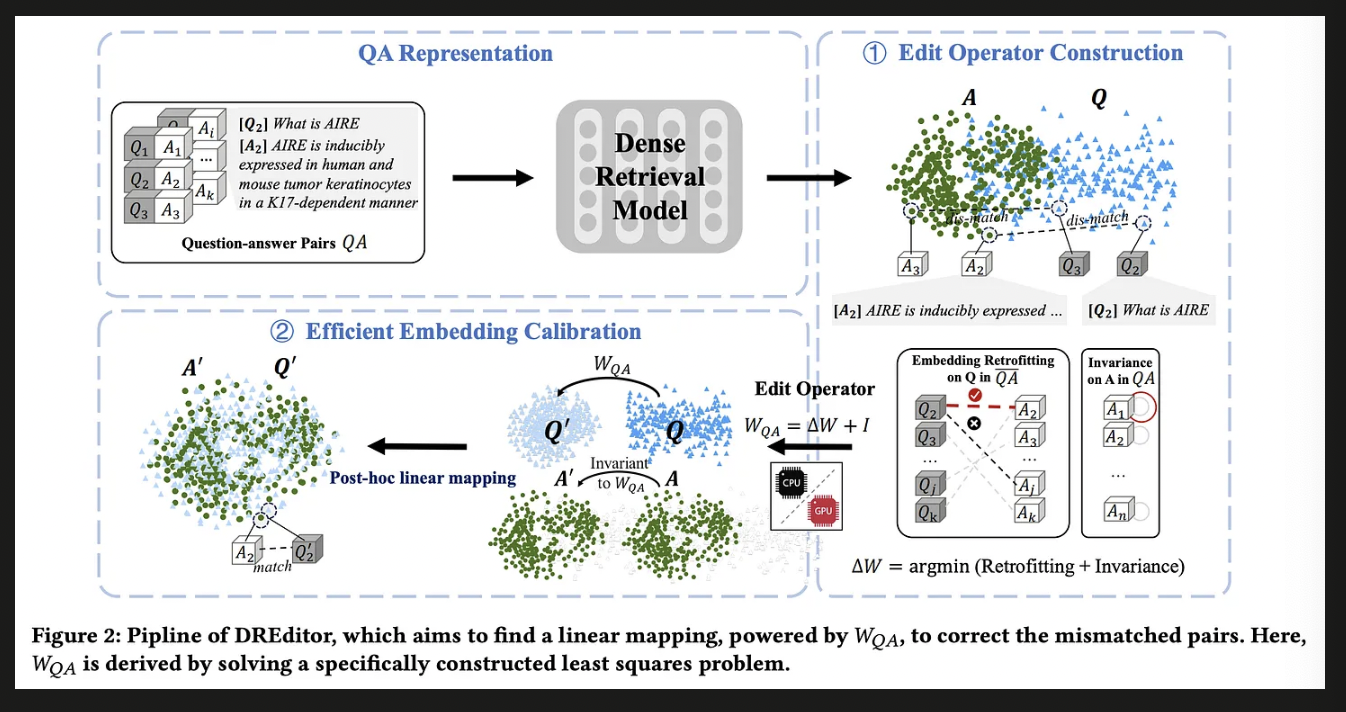 QA Representation
Q
A_i
Q_1 A_1
...
Q_2 A_2
A_k
Q_3 A_3
[Q_2] What is AIRE
[A_2] AIRE is inducibly
expressed in human and
mouse tumor keratinocytes
in a K17-dependent manner
Question-answer Pairs QA
Dense
Retrieval
Model
① Edit Operator Construction
A Q
dis-match dis-match
A_3 A_2 Q_3 Q_2
[A_2] AIRE is inducibly expressed ... [Q_2] What is AIRE
Embedding Retrofitting
on Q in \overline{QA}
Q_2 A_2
Q_3 A_3
... ...
Q_j A_j
Q_k A_k
Invariance
on A in QA
A_1
A_2
...
A_n
ΔW = argmin (Retrofitting + Invariance)
Edit Operator
W_{QA} = ΔW + I
CPU
GPU
② Efficient Embedding Calibration
W_{QA}
Q′ Q
Invariant
A′ to W_{QA} A
Post-hoc linear mapping
A′ Q′
A_2 Q′_2
match
Figure 2: Pipline of DREditor, which aims to find a linear mapping, powered by W_{QA}, to correct the mismatched pairs. Here,
W_{QA} is derived by solving a specifically constructed least squares problem.